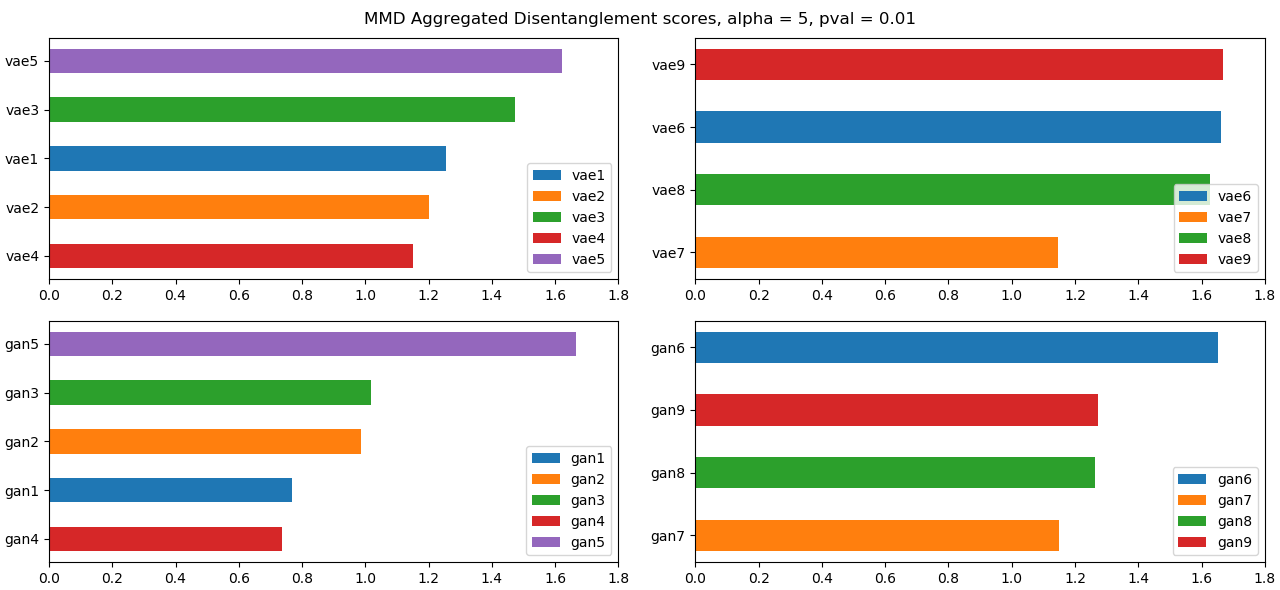 MMD Aggregated Disentanglement scores, alpha = 5, pval = 0.01
vae5
vae3
vae1
vae2
vae4
vae1
vae2
vae3
vae4
vae5
0.0 0.2 0.4 0.6 0.8 1.0 1.2 1.4 1.6 1.8
vae9
vae6
vae8
vae7
vae6
vae7
vae8
vae9
0.0 0.2 0.4 0.6 0.8 1.0 1.2 1.4 1.6 1.8
gan5
gan3
gan2
gan1
gan4
gan1
gan2
gan3
gan4
gan5
0.0 0.2 0.4 0.6 0.8 1.0 1.2 1.4 1.6 1.8
gan6
gan9
gan8
gan7
gan6
gan7
gan8
gan9
0.0 0.2 0.4 0.6 0.8 1.0 1.2 1.4 1.6 1.8